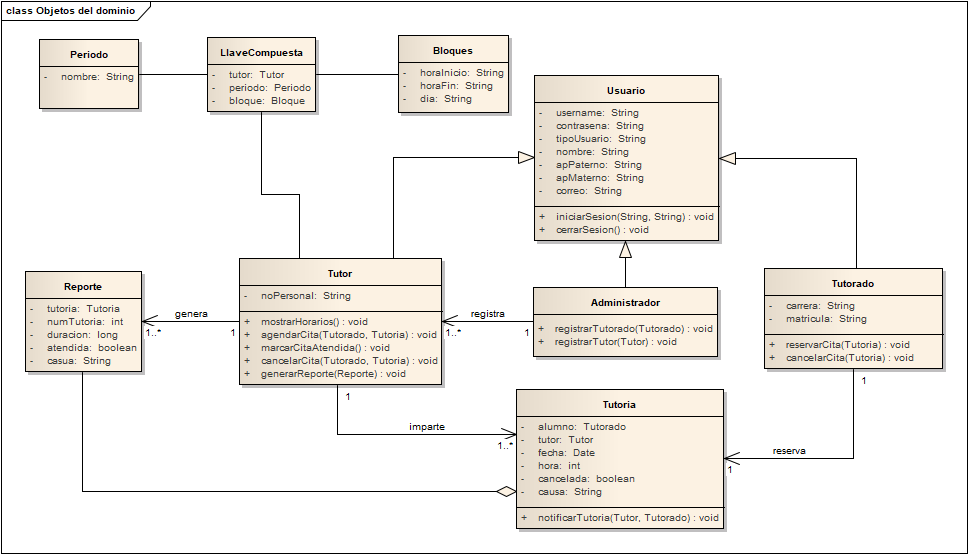 class Objetos del dominio
Periodo
- nombre: String
LlaveCompuesta
- tutor: Tutor
- periodo: Periodo
- bloque: Bloque
Bloques
- horaInicio: String
- horaFin: String
- dia: String
Usuario
- username: String
- contrasena: String
- tipoUsuario: String
- nombre: String
- apPaterno: String
- apMaterno: String
- correo: String
+ iniciarSesion(String, String) : void
+ cerrarSesion() : void
Reporte
- tutoria: Tutoria
- numTutoria: int
- duracion: long
- atendida: boolean
- casua: String
genera
1..*
1
Tutor
- noPersonal: String
+ mostrarHorarios() : void
+ agendarCita(Tutorado, Tutoria) : void
+ marcarCitaAtendida() : void
+ cancelarCita(Tutorado, Tutoria) : void
+ generarReporte(Reporte) : void
registra
1..*
1
Administrador
+ registrarTutorado(Tutorado) : void
+ registrarTutor(Tutor) : void
Tutorado
- carrera: String
- matricula: String
+ reservarCita(Tutoria) : void
+ cancelarCita(Tutoria) : void
1
imparte
1..*
Tutoria
- alumno: Tutorado
- tutor: Tutor
- fecha: Date
- hora: int
- cancelada: boolean
- causa: String
+ notificarTutoria(Tutor, Tutorado) : void
1
reserva
1